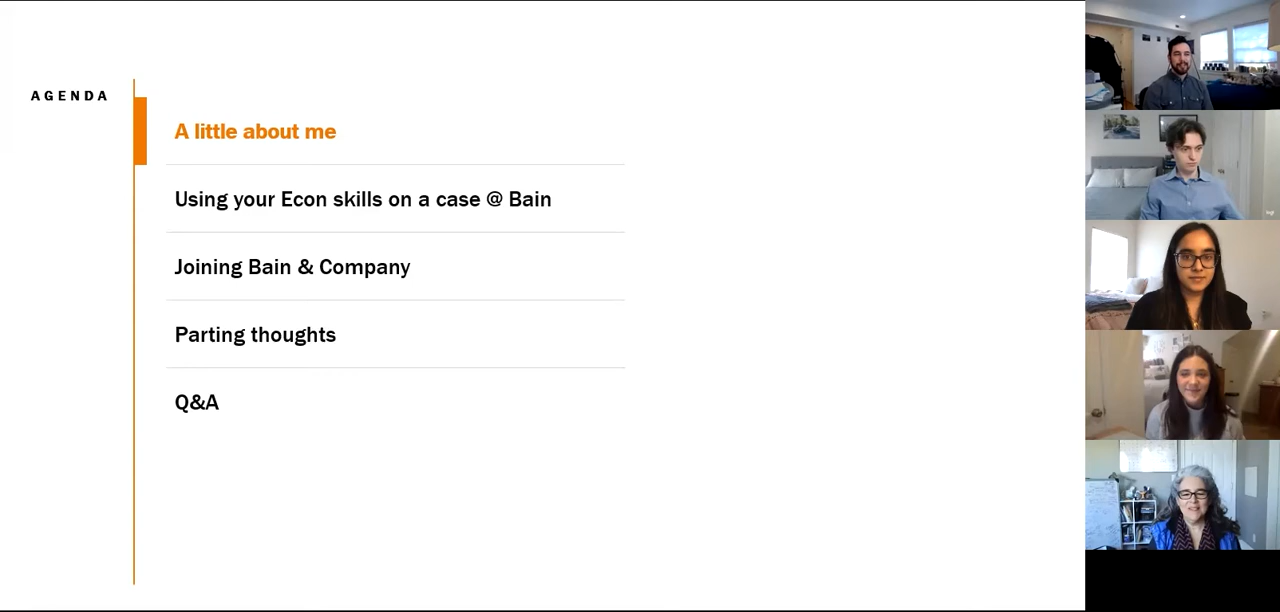 AGENDA
A little about me
Using your Econ skills on a case @ Bain
Joining Bain & Company
Parting thoughts
Q&A